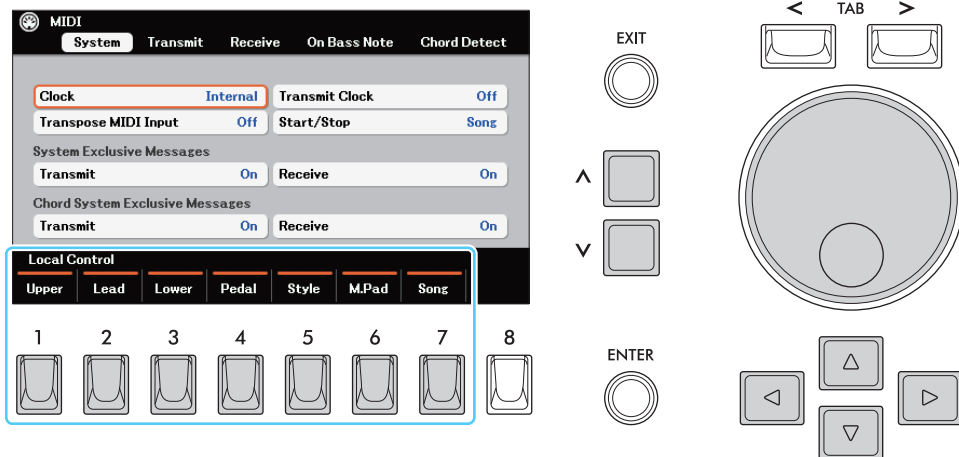 MIDI
System Transmit Receive On Bass Note Chord Detect
Clock Internal Transmit Clock Off
Transpose MIDI Input Off Start/Stop Song
System Exclusive Messages
Transmit On Receive On
Chord System Exclusive Messages
Transmit On Receive On
Local Control
Upper Lead Lower Pedal Style M.Pad Song
1 2 3 4 5 6 7 8
EXIT
ENTER
< TAB >